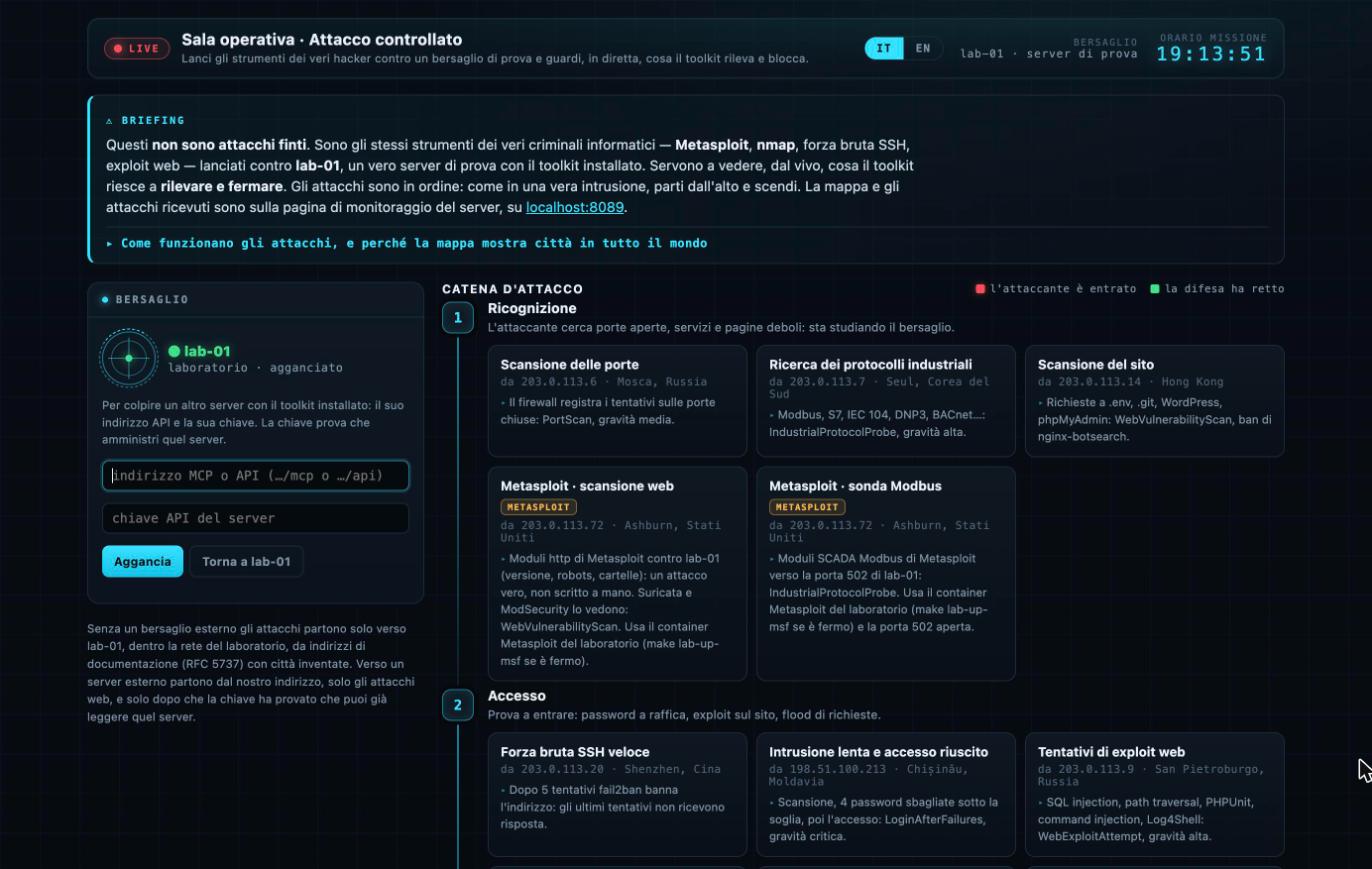 LIVE
Sala operativa · Attacco controllato
Lanci gli strumenti dei veri hacker contro un bersaglio di prova e guardi, in diretta, cosa il toolkit rileva e blocca.
IT EN
BERSAGLIO
lab-01 · server di prova
ORARIO MISSIONE
19:13:51
⚠ BRIEFING
Questi non sono attacchi finti. Sono gli stessi strumenti dei veri criminali informatici — Metasploit, nmap, forza bruta SSH,
exploit web — lanciati contro lab-01, un vero server di prova con il toolkit installato. Servono a vedere, dal vivo, cosa il toolkit
riesce a rilevare e fermare. Gli attacchi sono in ordine: come in una vera intrusione, parti dall'alto e scendi. La mappa e gli
attacchi ricevuti sono sulla pagina di monitoraggio del server, su localhost:8089.
▸ Come funzionano gli attacchi, e perché la mappa mostra città in tutto il mondo
BERSAGLIO
lab-01
laboratorio · agganciato
Per colpire un altro server con il toolkit installato: il suo
indirizzo API e la sua chiave. La chiave prova che
amministri quel server.
indirizzo MCP o API (…/mcp o …/api)
chiave API del server
Aggancia
Torna a lab-01
Senza un bersaglio esterno gli attacchi partono solo verso
lab-01, dentro la rete del laboratorio, da indirizzi di
documentazione (RFC 5737) con città inventate. Verso un
server esterno partono dal nostro indirizzo, solo gli attacchi
web, e solo dopo che la chiave ha provato che puoi già
leggere quel server.
CATENA D'ATTACCO
l'attaccante è entrato
la difesa ha retto
1
Ricognizione
L'attaccante cerca porte aperte, servizi e pagine deboli: sta studiando il bersaglio.
Scansione delle porte
da 203.0.113.6 · Mosca, Russia
▸ Il firewall registra i tentativi sulle porte
chiuse: PortScan, gravità media.
Ricerca dei protocolli industriali
da 203.0.113.7 · Seul, Corea del
Sud
▸ Modbus, S7, IEC 104, DNP3, BACnet…:
IndustrialProtocolProbe, gravità alta.
Scansione del sito
da 203.0.113.14 · Hong Kong
▸ Richieste a .env, .git, WordPress,
phpMyAdmin: WebVulnerabilityScan, ban di
nginx-botsearch.
Metasploit · scansione web
METASPLOIT
da 203.0.113.72 · Ashburn, Stati
Uniti
▸ Moduli http di Metasploit contro lab-01
(versione, robots, cartelle): un attacco
vero, non scritto a mano. Suricata e
ModSecurity lo vedono:
WebVulnerabilityScan. Usa il container
Metasploit del laboratorio (make lab-up-
msf se è fermo).
Metasploit · sonda Modbus
METASPLOIT
da 203.0.113.72 · Ashburn, Stati
Uniti
▸ Moduli SCADA Modbus di Metasploit
verso la porta 502 di lab-01:
IndustrialProtocolProbe. Usa il container
Metasploit del laboratorio (make lab-up-
msf se è fermo) e la porta 502 aperta.
2
Accesso
Prova a entrare: password a raffica, exploit sul sito, flood di richieste.
Forza bruta SSH veloce
da 203.0.113.20 · Shenzhen, Cina
▸ Dopo 5 tentativi fail2ban banna
l'indirizzo: gli ultimi tentativi non ricevono
risposta.
Intrusione lenta e accesso riuscito
da 198.51.100.213 · Chișinău,
Moldavia
▸ Scansione, 4 password sbagliate sotto la
soglia, poi l'accesso: LoginAfterFailures,
gravità critica.
Tentativi di exploit web
da 203.0.113.9 · San Pietroburgo,
Russia
▸ SQL injection, path traversal, PHPUnit,
command injection, Log4Shell:
WebExploitAttempt, gravità alta.